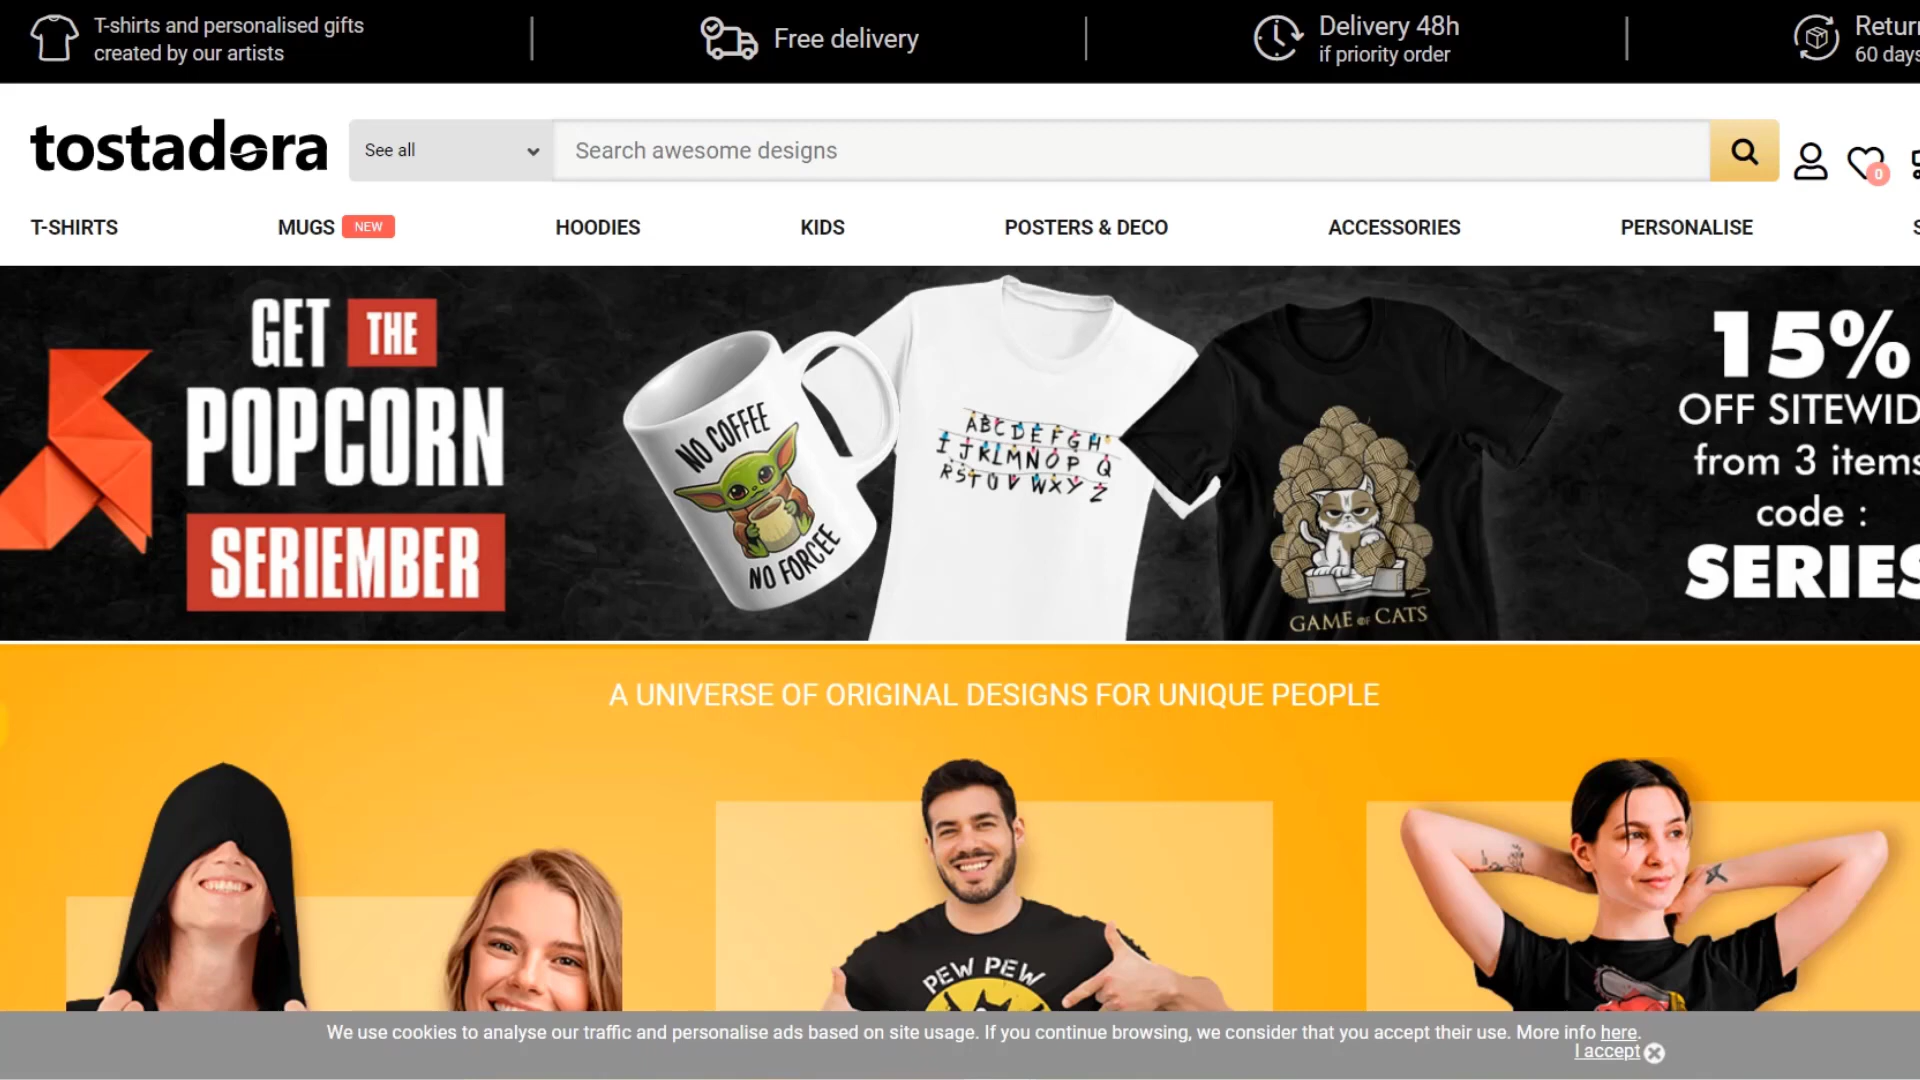 T-shirts and personalised gifts
created by our artists
Free delivery
Delivery 48h
if priority order
60 days
tostadora
See all
Search awesome designs
0
T-SHIRTS
MUGS NEW
HOODIES
KIDS
POSTERS & DECO
ACCESSORIES
PERSONALISE
GET THE
POPCORN
SERIEMBER
NO COFFEE
NO FORCEE
A B C D E F G H
I J K L M N O P Q
R S T U V W X Y Z
GAME OF CATS
15%
OFF SITEWID
from 3 items
code :
SERIES
A UNIVERSE OF ORIGINAL DESIGNS FOR UNIQUE PEOPLE
PEW PEW
We use cookies to analyse our traffic and personalise ads based on site usage. If you continue browsing, we consider that you accept their use. More info here.
I accept